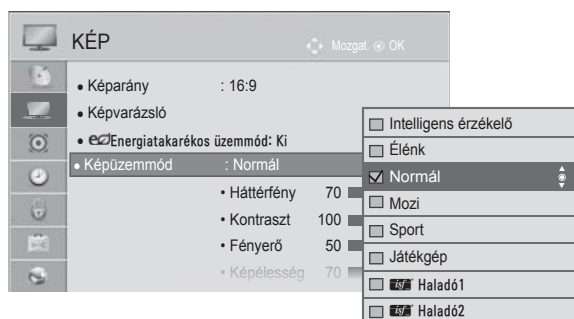 KÉP
Mozgat. OK
• Képarány : 16:9
• Képvarázsló
• eco Energiatakarékos üzemmód: Ki
• Képüzemmód : Normál
• Háttérfény 70
• Kontraszt 100
• Fényerő 50
• Képélesség 70
Intelligens érzékelő
Élénk
Normál
Mozi
Sport
Játékgép
isf Haladó1
isf Haladó2